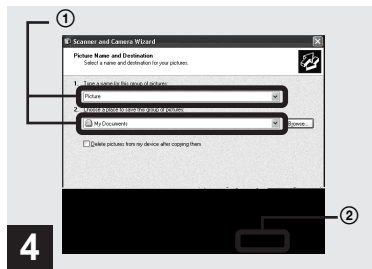 ①
Scanner and Camera Wizard
Picture Name and Destination
Select a name and destination for your pictures.
1. Type a name for this group of pictures:
Picture
2. Choose a place to save this group of pictures:
My Documents
Browse...
Delete pictures from my device after copying them
②
4